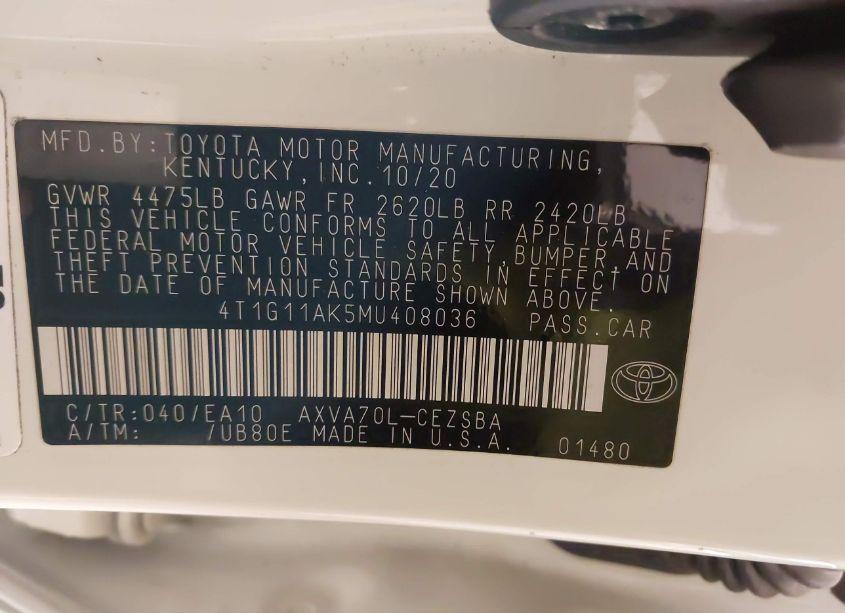 MFD.BY:TOYOTA MOTOR MANUFACTURING,
KENTUCKY,INC.10/20
GVWR 4475LB GAWR FR 2620LB RR 2420LB
THIS VEHICLE CONFORMS TO ALL APPLICABLE
FEDERAL MOTOR VEHICLE SAFETY,BUMPER,AND
THEFT PREVENTION STANDARDS IN EFFECT ON
THE DATE OF MANUFACTURE SHOWN ABOVE.
4T1G11AK5MU408036 PASS.CAR
C/TR:040/EA10 AXVA70L-CEZSBA
A/TM: /UB80E MADE IN U.S.A. 01480